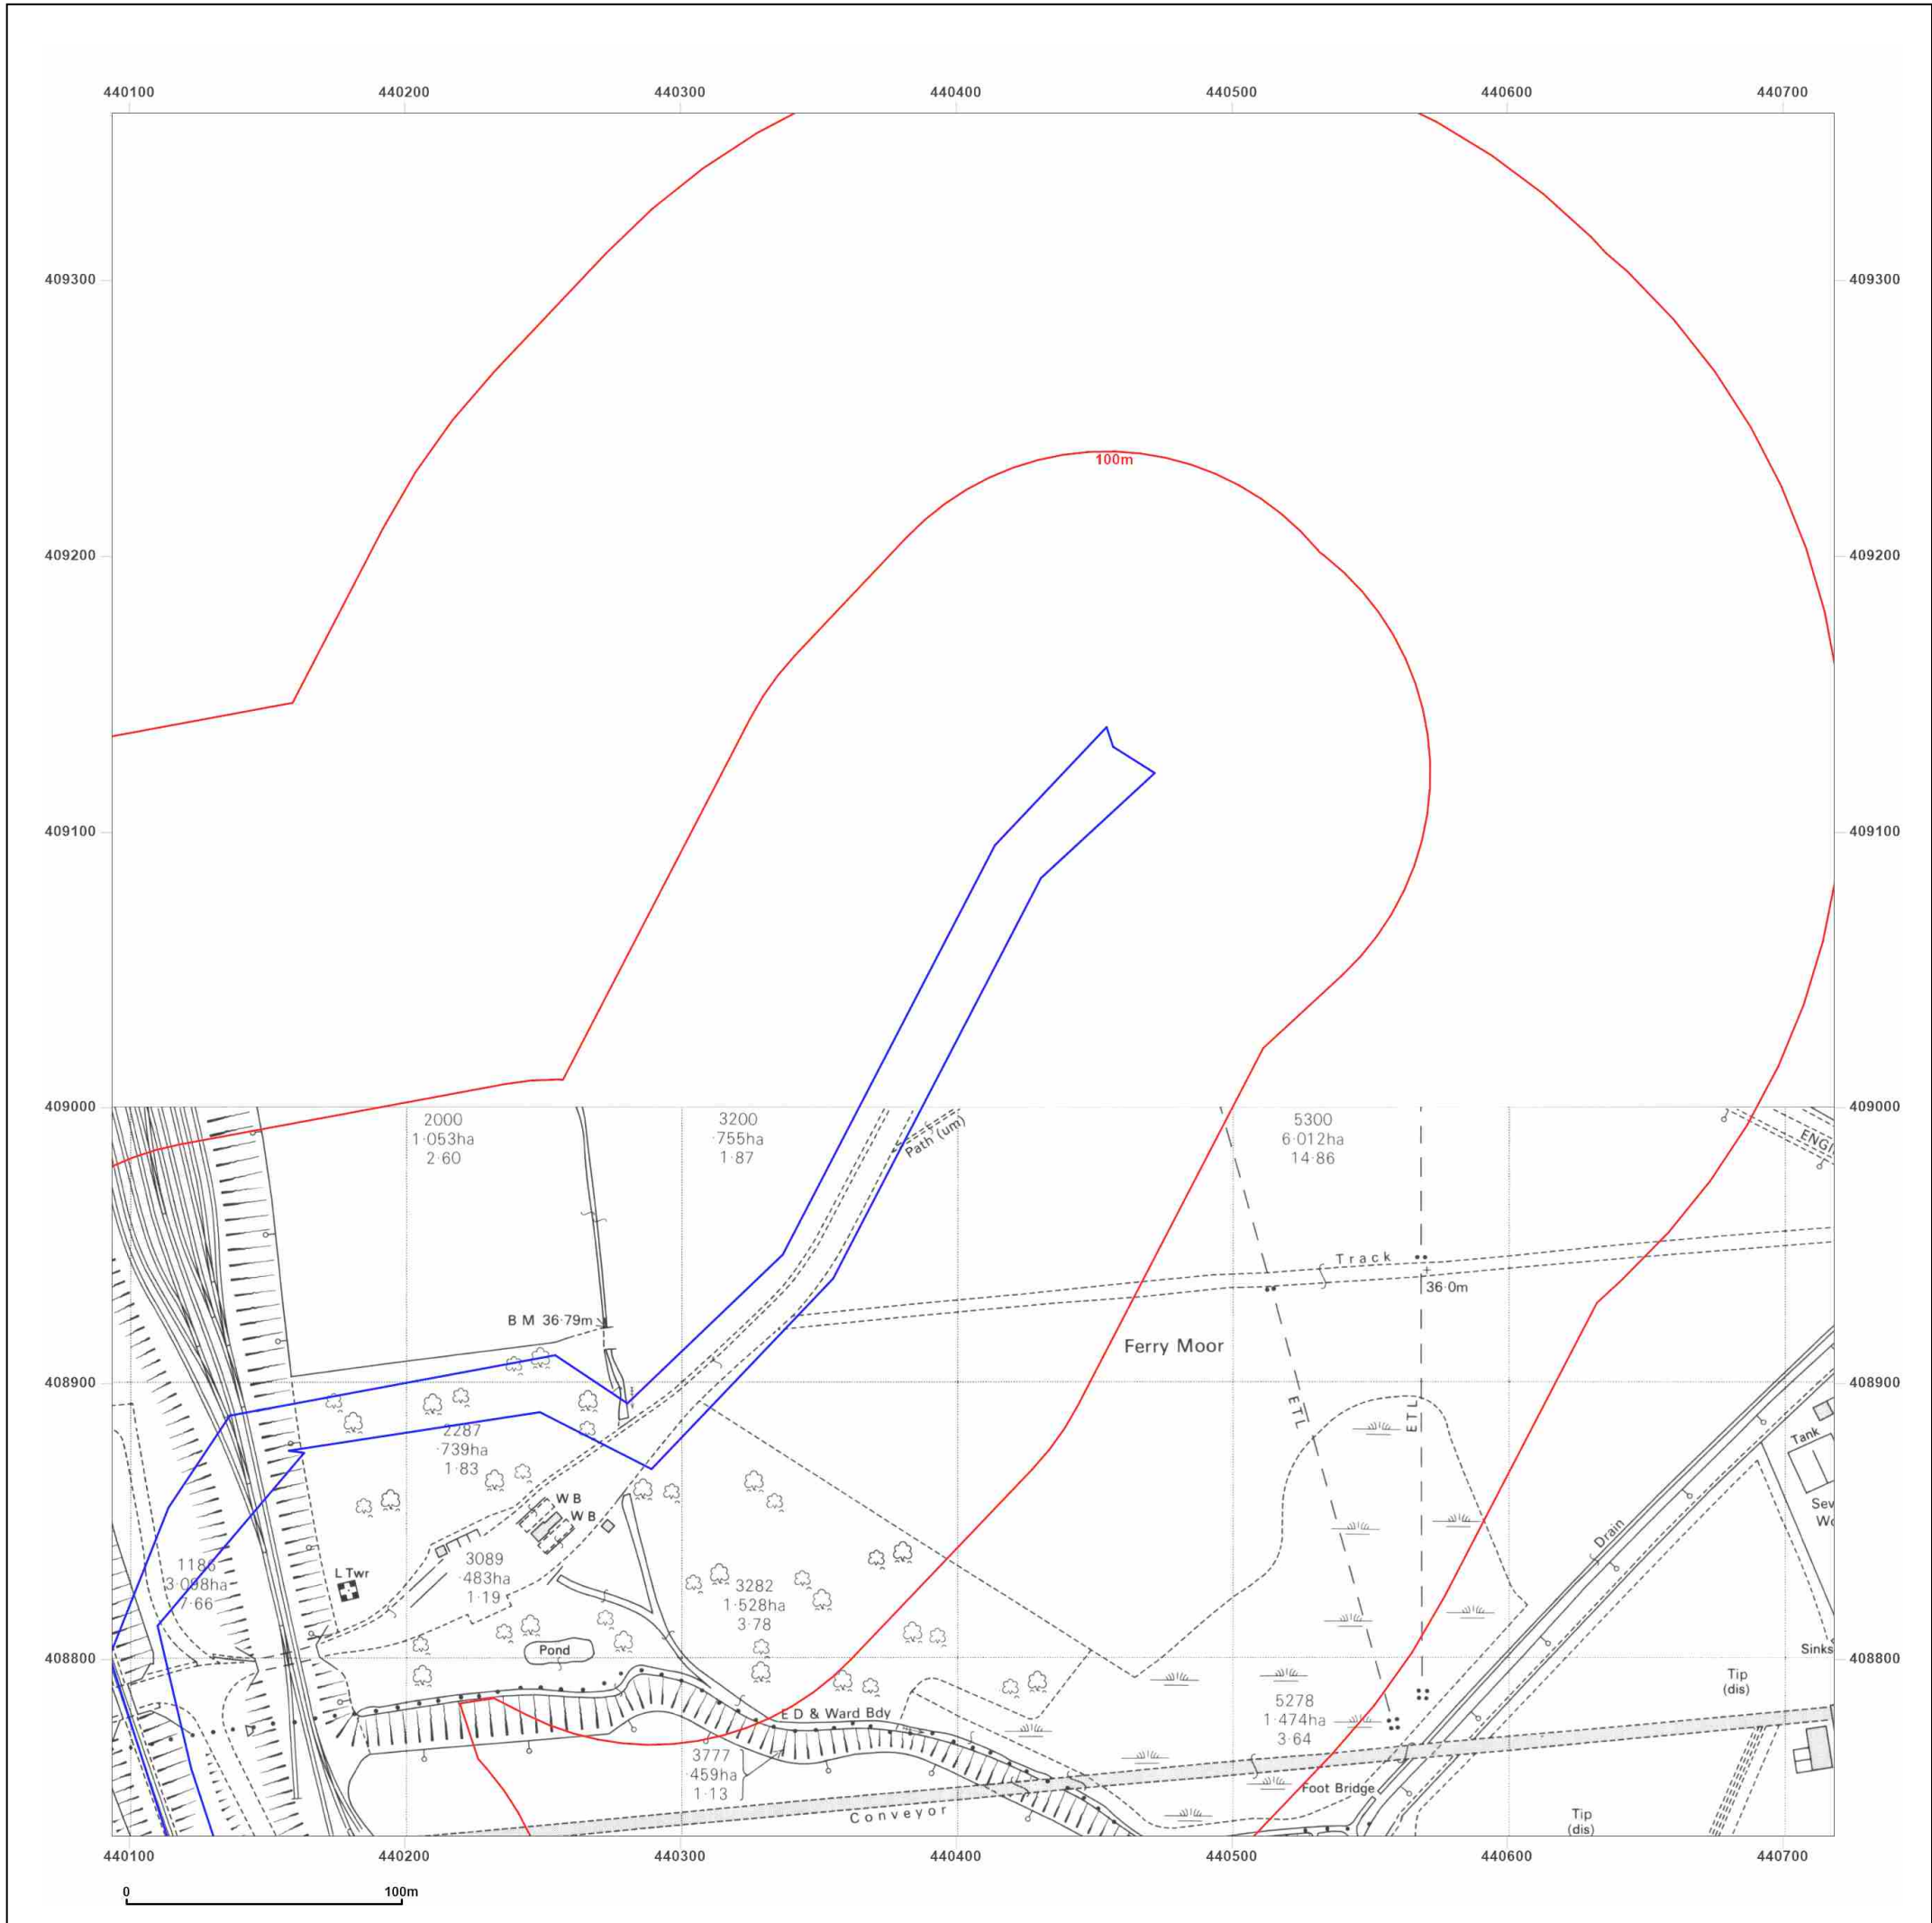 440100 440200 440300 440400 440500 440600 440700
409300 409300
100m
409200 409200
409100 409100
409000 409000
2000
1·053ha
2·60
3200
·755ha
1·87
5300
6·012ha
14·86
Path (um)
ENGI
Track
36·0m
B M 36·79m
Ferry Moor
408900 408900
ETL
ETL
2287
·739ha
1·83
Tank
Sev
Wo
W B
W B
Drain
1186
3·098ha
7·66
L Twr
3089
·483ha
1·19
3282
1·528ha
3·78
Pond
Sinks
408800 408800
Tip
(dis)
5278
1·474ha
3·64
E D & Ward Bdy
3777
·459ha
1·13
Foot Bridge
Conveyor
Tip
(dis)
440100 440200 440300 440400 440500 440600 440700
0 100m